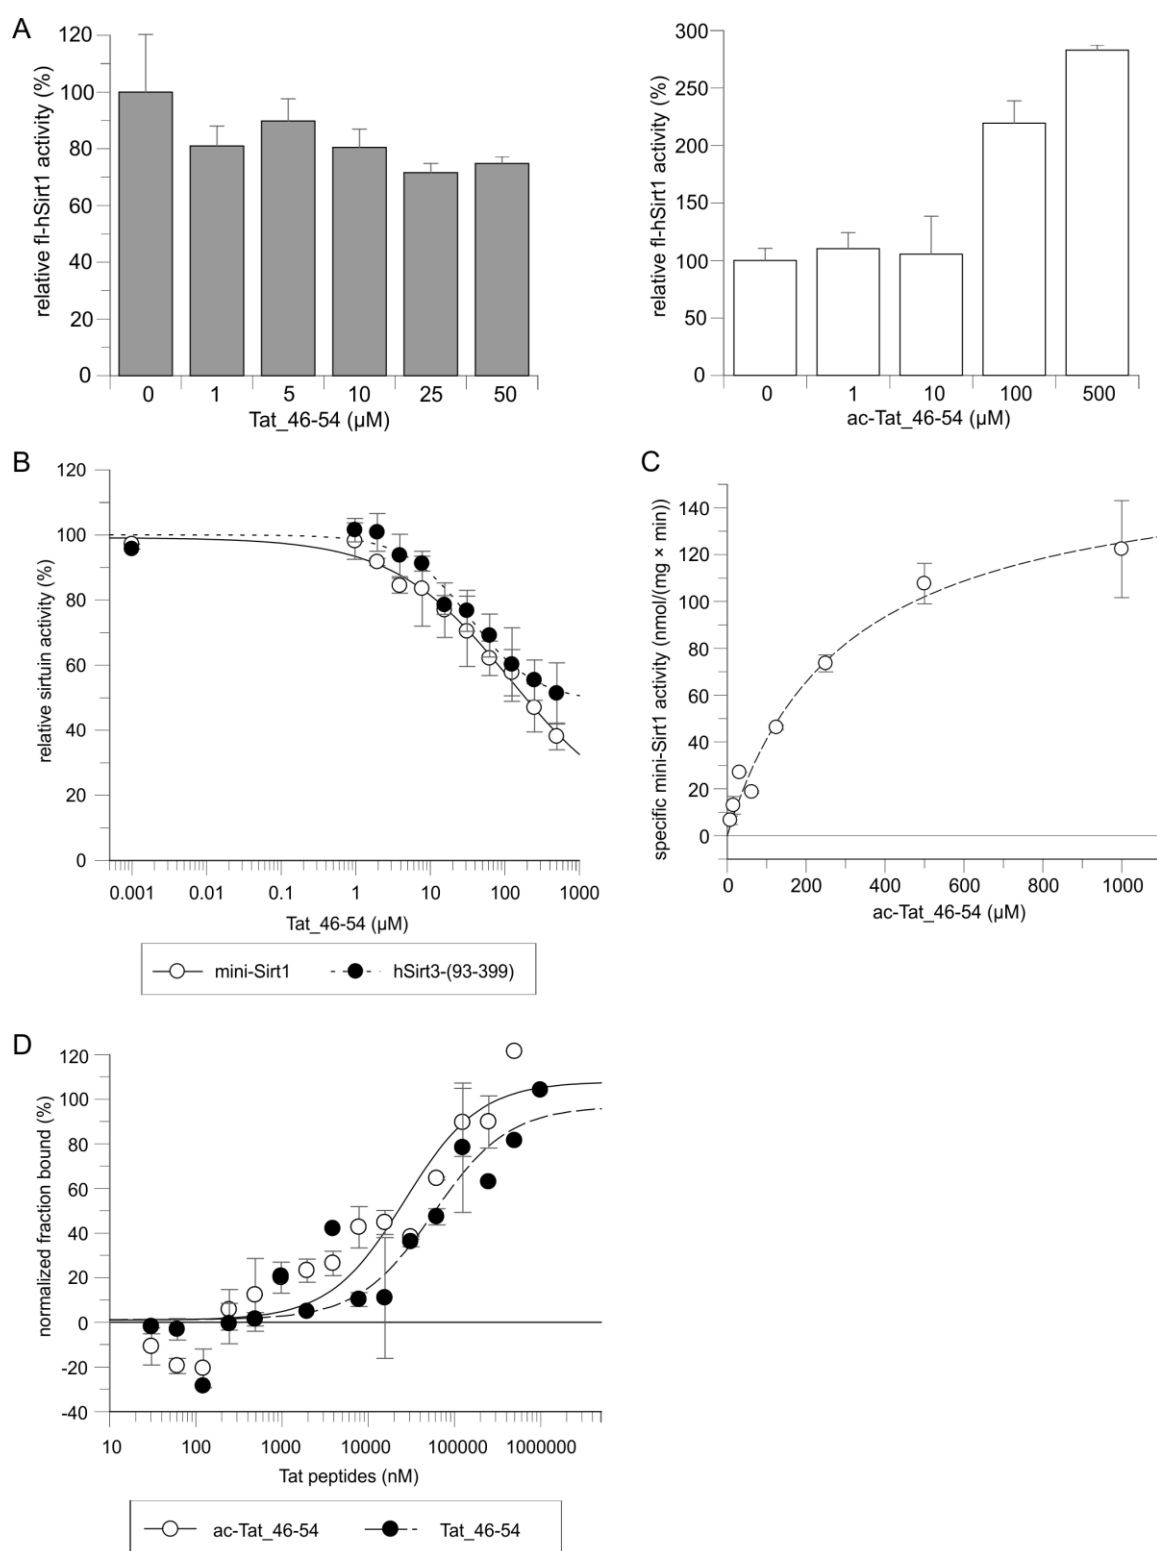 A
relative fl-hSirt1 activity (%)
120
100
80
60
40
20
0
0 1 5 10 25 50
Tat_46-54 (µM)
relative fl-hSirt1 activity (%)
300
250
200
150
100
50
0
0 1 10 100 500
ac-Tat_46-54 (µM)
B
relative sirtuin activity (%)
120
100
80
60
40
20
0
0.001 0.01 0.1 1 10 100 1000
Tat_46-54 (µM)
mini-Sirt1 hSirt3-(93-399)
C
specific mini-Sirt1 activity (nmol/(mg × min))
140
120
100
80
60
40
20
0
0 200 400 600 800 1000
ac-Tat_46-54 (µM)
D
normalized fraction bound (%)
120
100
80
60
40
20
0
-20
-40
10 100 1000 10000 100000 1000000
Tat peptides (nM)
ac-Tat_46-54 Tat_46-54